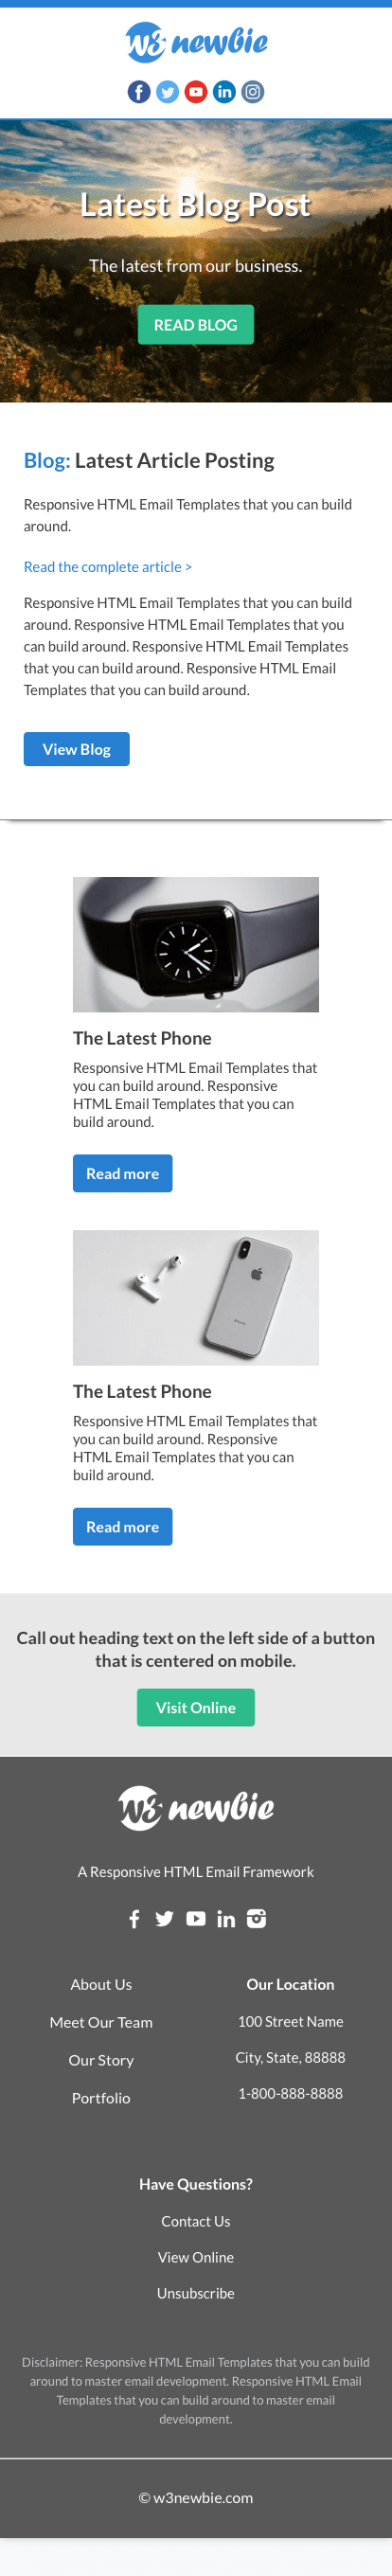 w3 newbie
Latest Blog Post
The latest from our business.
READ BLOG
Blog: Latest Article Posting
Responsive HTML Email Templates that you can build
around.
Read the complete article >
Responsive HTML Email Templates that you can build
around. Responsive HTML Email Templates that you
can build around. Responsive HTML Email Templates
that you can build around. Responsive HTML Email
Templates that you can build around.
View Blog
The Latest Phone
Responsive HTML Email Templates that
you can build around. Responsive
HTML Email Templates that you can
build around.
Read more
iPhone
The Latest Phone
Responsive HTML Email Templates that
you can build around. Responsive
HTML Email Templates that you can
build around.
Read more
Call out heading text on the left side of a button
that is centered on mobile.
Visit Online
w3 newbie
A Responsive HTML Email Framework
About Us
Meet Our Team
Our Story
Portfolio
Our Location
100 Street Name
City, State, 88888
1-800-888-8888
Have Questions?
Contact Us
View Online
Unsubscribe
Disclaimer: Responsive HTML Email Templates that you can build
around to master email development. Responsive HTML Email
Templates that you can build around to master email
development.
© w3newbie.com